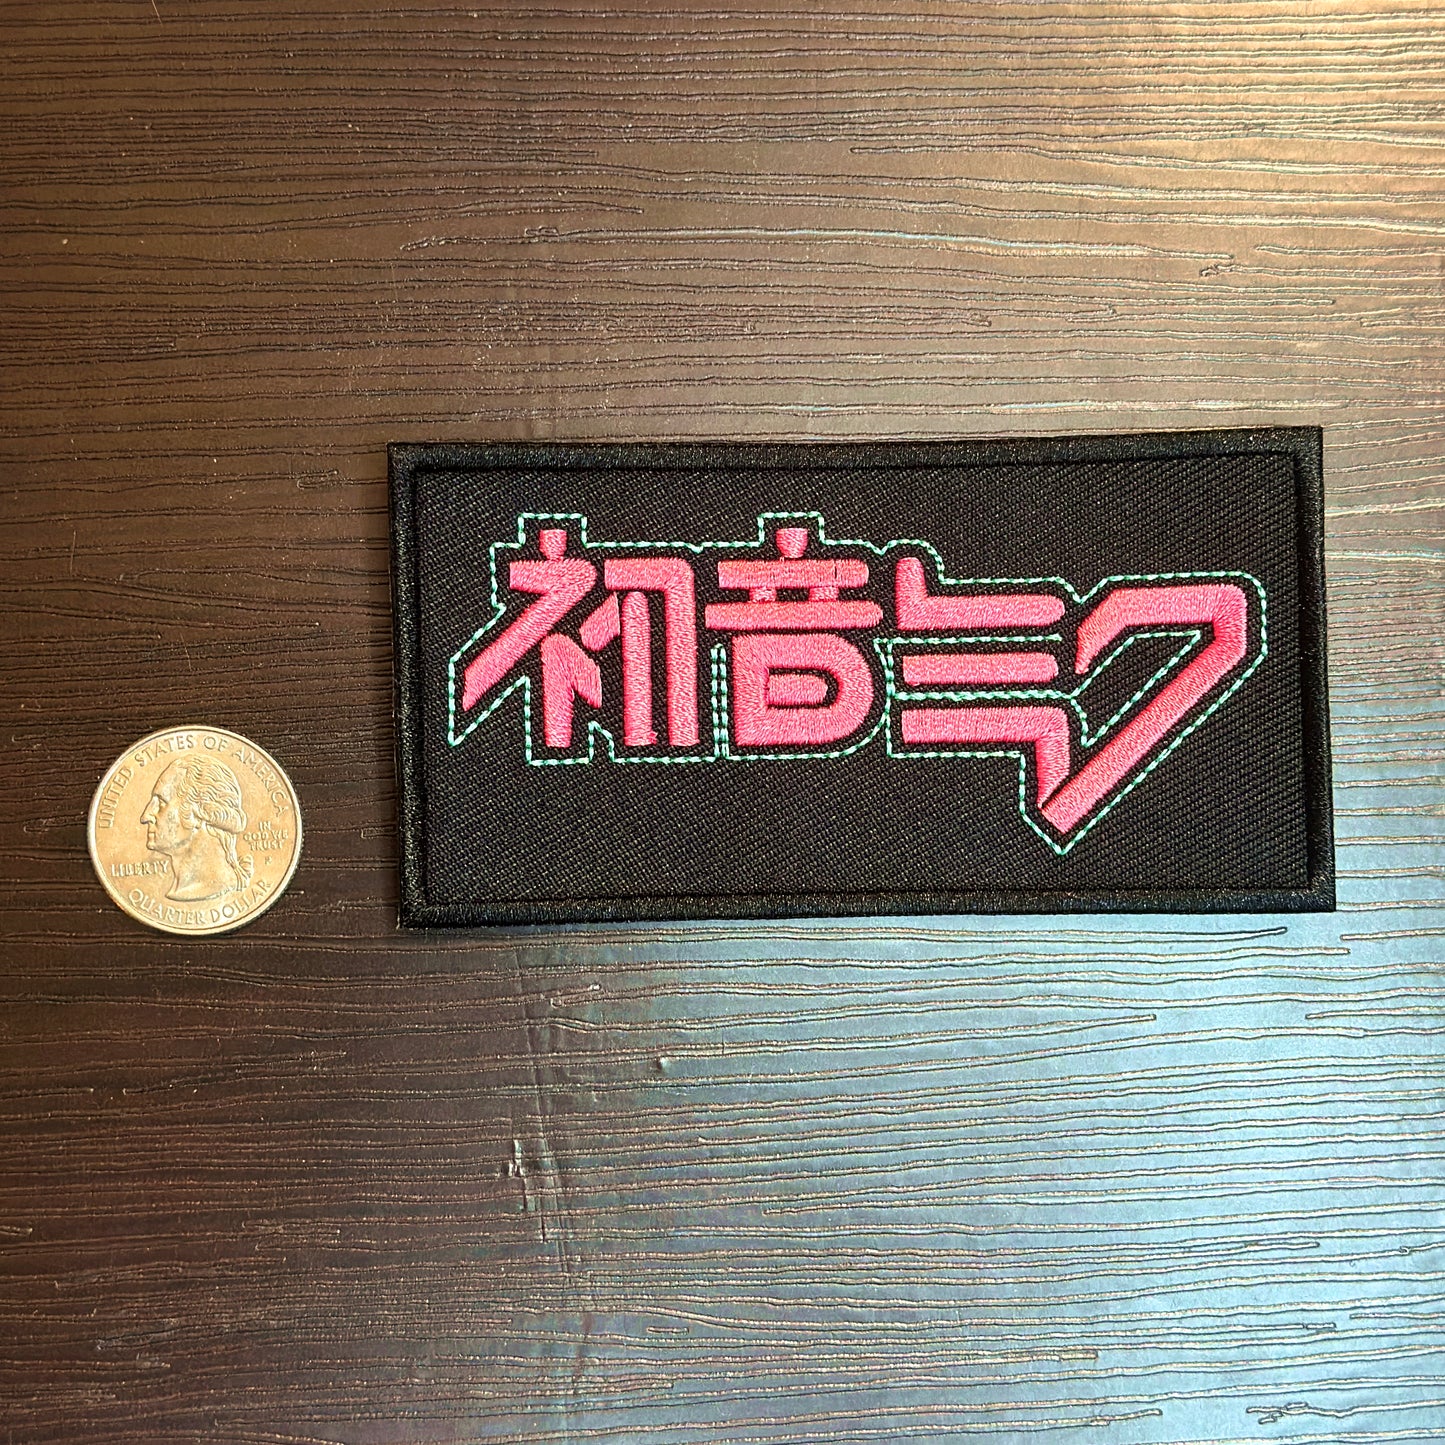 初音ミク
UNITED STATES OF AMERICA
LIBERTY
IN
GOD WE
TRUST
P
QUARTER DOLLAR